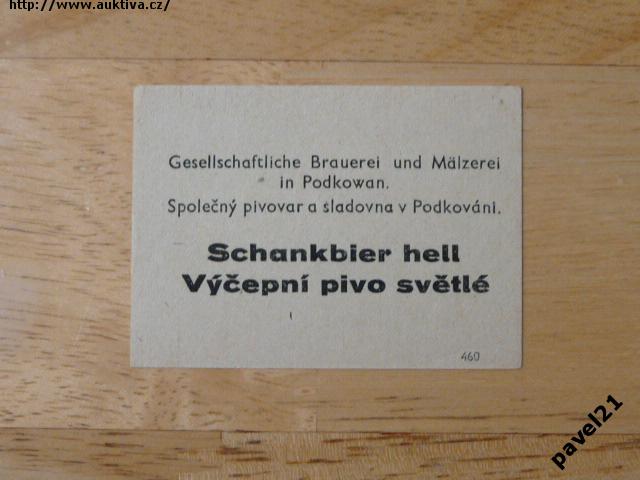 http://www.auktiva.cz/
Gesellschaftliche Brauerei und Mälzerei
in Podkowan.
Společný pivovar a sladovna v Podkováni.
Schankbier hell
Výčepní pivo světlé
460
pavel21